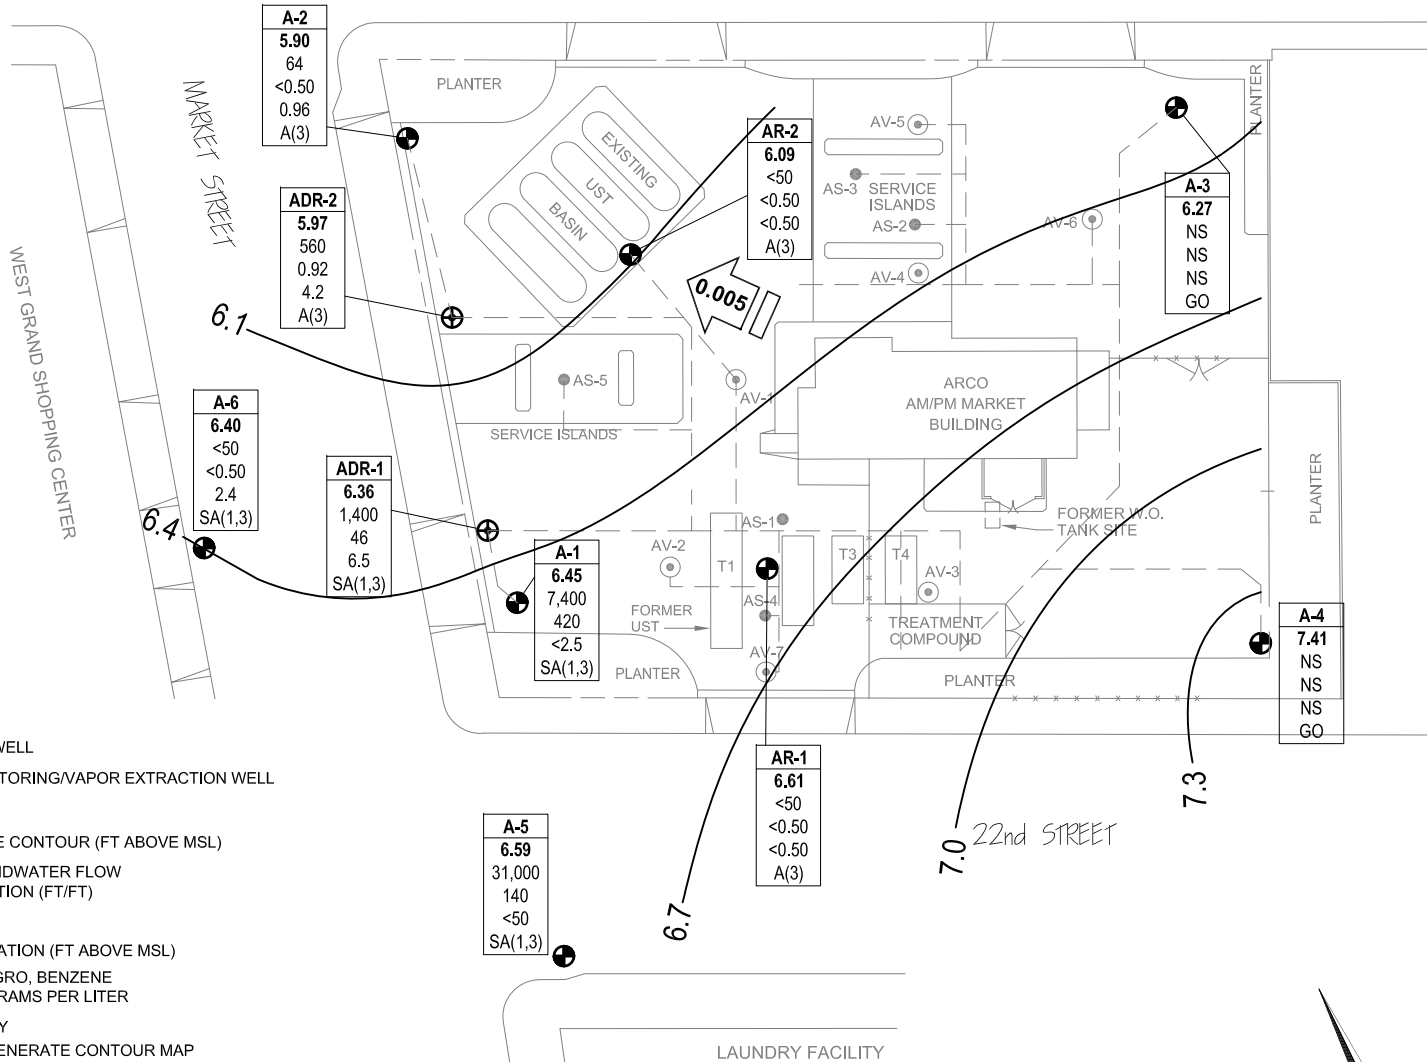 A-2
5.90
64
<0.50
0.96
A(3)
MARKET STREET
PLANTER
EXISTING
UST
BASIN
AR-2
6.09
<50
<0.50
<0.50
A(3)
AV-5
AS-3
SERVICE
ISLANDS
AS-2
AV-4
AV-6
PLANTER
A-3
6.27
NS
NS
NS
GO
ADR-2
5.97
560
0.92
4.2
A(3)
0.005
6.1
WEST GRAND SHOPPING CENTER
AS-5
AV-1
SERVICE ISLANDS
ARCO
AM/PM MARKET
BUILDING
A-6
6.40
<50
<0.50
2.4
SA(1,3)
6.4
ADR-1
6.36
1,400
46
6.5
SA(1,3)
PLANTER
FORMER W.O.
TANK SITE
AS-1
AV-2
T1
T3
T4
AV-3
A-1
6.45
7,400
420
<2.5
SA(1,3)
FORMER
UST
AS-4
AV-7
TREATMENT
COMPOUND
PLANTER
PLANTER
A-4
7.41
NS
NS
NS
GO
WELL
TORING/VAPOR EXTRACTION WELL
E CONTOUR (FT ABOVE MSL)
NDWATER FLOW
TION (FT/FT)
ATION (FT ABOVE MSL)
GRO, BENZENE
RAMS PER LITER
Y
ENERATE CONTOUR MAP
AR-1
6.61
<50
<0.50
<0.50
A(3)
7.3
7.0
22nd STREET
6.7
A-5
6.59
31,000
140
<50
SA(1,3)
LAUNDRY FACILITY